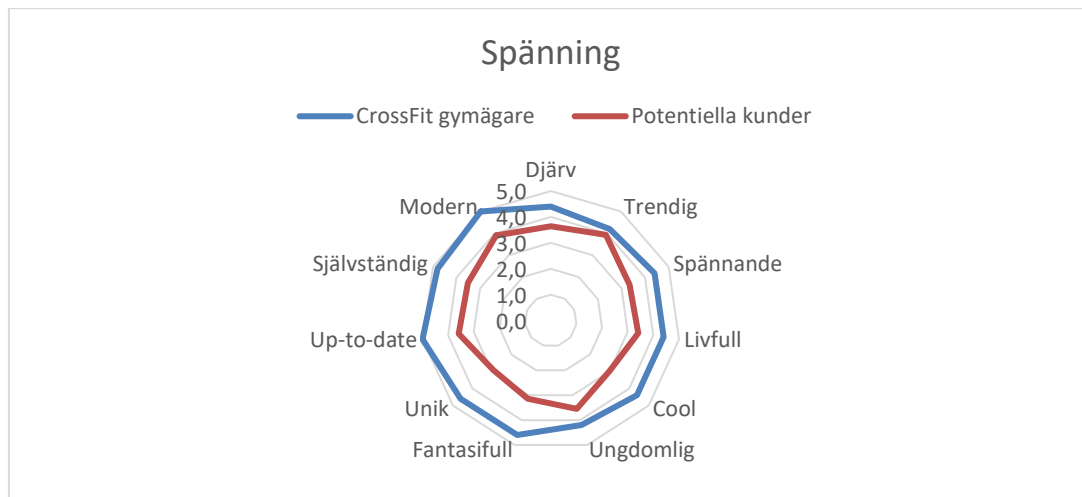 Spänning
CrossFit gymägare Potentiella kunder
Djärv
Trendig
Spännande
Livfull
Cool
Ungdomlig
Fantasifull
Unik
Up-to-date
Självständig
Modern
5,0
4,0
3,0
2,0
1,0
0,0